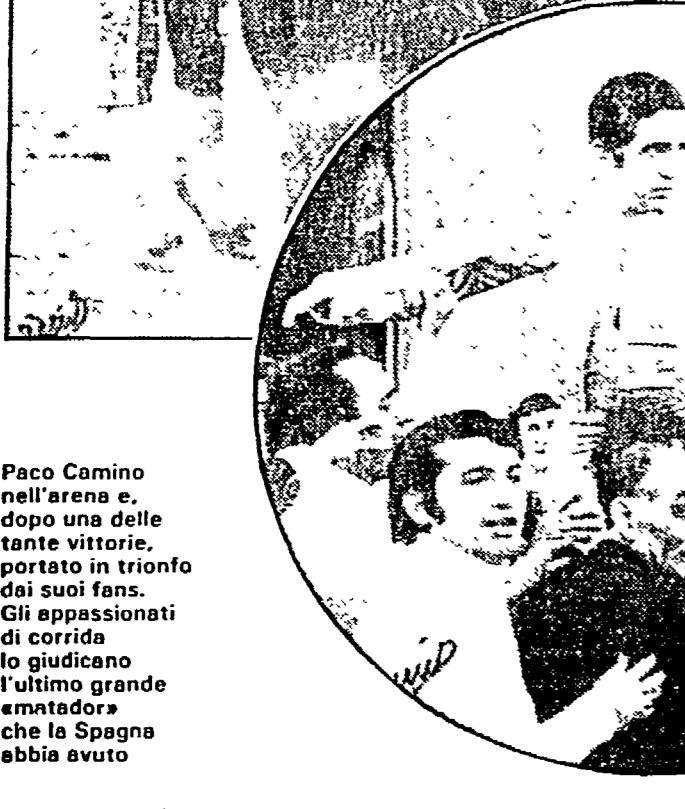 Paco Camino
nell'arena e,
dopo una delle
tante vittorie,
portato in trionfo
dai suoi fans.
Gli appassionati
di corrida
lo giudicano
l'ultimo grande
«matador»
che la Spagna
abbia avuto